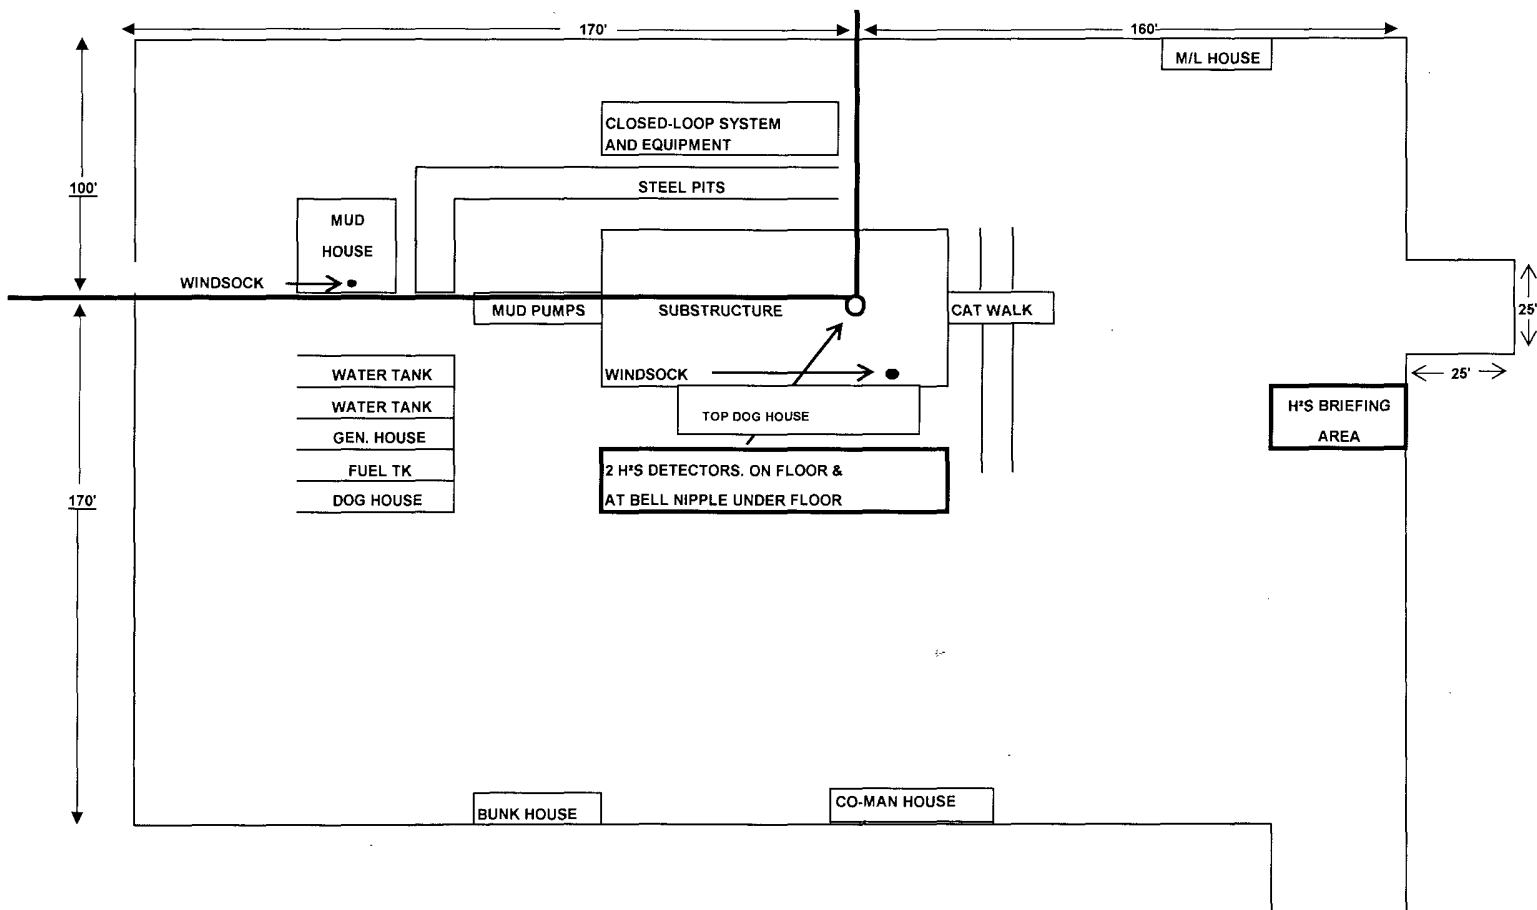 170'
160'
M/L HOUSE
CLOSED-LOOP SYSTEM
AND EQUIPMENT
100'
STEEL PITS
MUD
HOUSE
WINDSOCK
MUD PUMPS
SUBSTRUCTURE
CAT WALK
25'
WATER TANK
WINDSOCK
25'
WATER TANK
TOP DOG HOUSE
H²S BRIEFING
AREA
GEN. HOUSE
FUEL TK
2 H²S DETECTORS. ON FLOOR &
170'
DOG HOUSE
AT BELL NIPPLE UNDER FLOOR
BUNK HOUSE
CO-MAN HOUSE